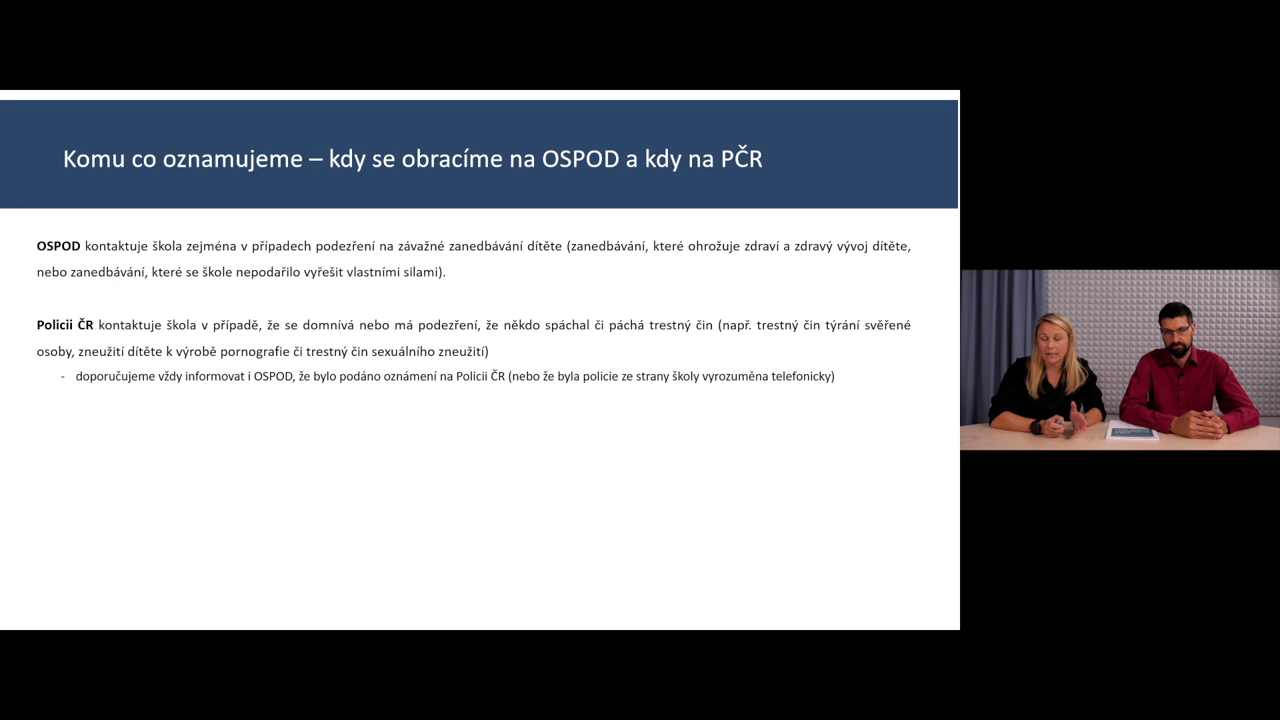 Komu co oznamujeme – kdy se obracíme na OSPOD a kdy na PČR
OSPOD kontaktuje škola zejména v případech podezření na závažné zanedbávání dítěte (zanedbávání, které ohrožuje zdraví a zdravý vývoj dítěte,
nebo zanedbávání, které se škole nepodařilo vyřešit vlastními silami).
Policii ČR kontaktuje škola v případě, že se domnívá nebo má podezření, že někdo spáchal či páchá trestný čin (např. trestný čin týrání svěřené
osoby, zneužití dítěte k výrobě pornografie či trestný čin sexuálního zneužití)
- doporučujeme vždy informovat i OSPOD, že bylo podáno oznámení na Policii ČR (nebo že byla policie ze strany školy vyrozuměna telefonicky)